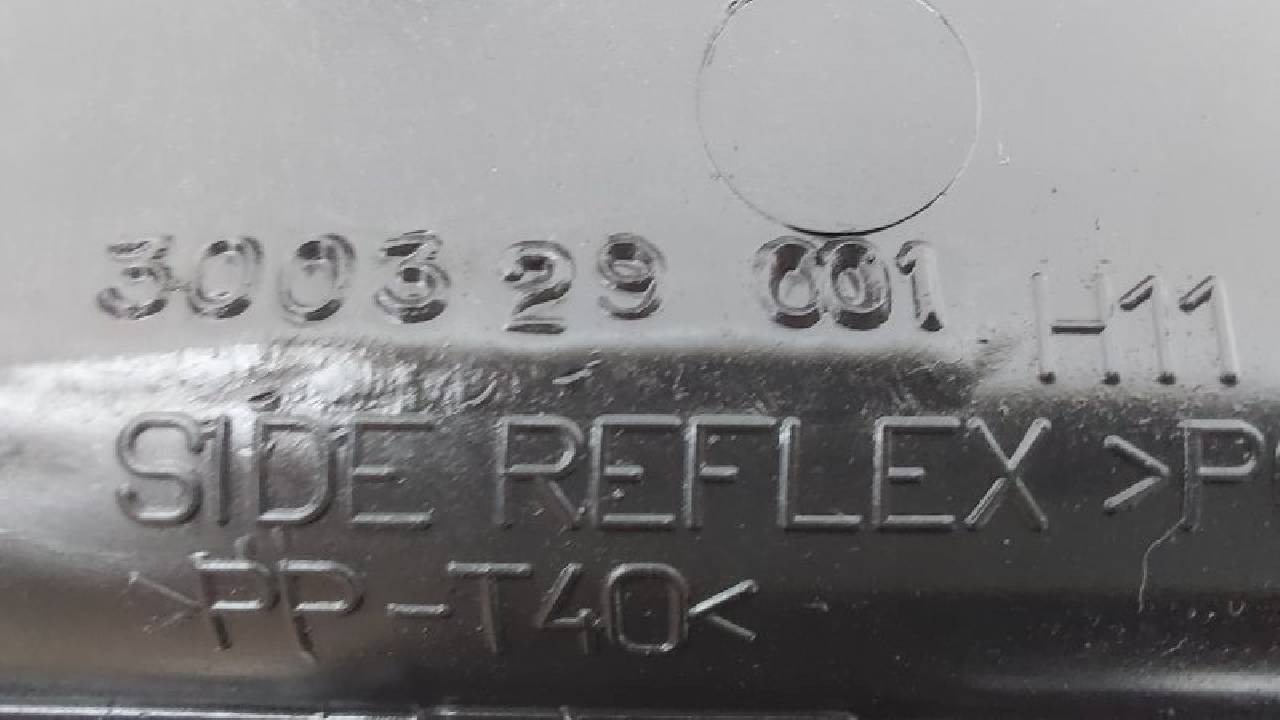 3003 29 001 H11
SIDE REFLEX >P
>PP-T40<